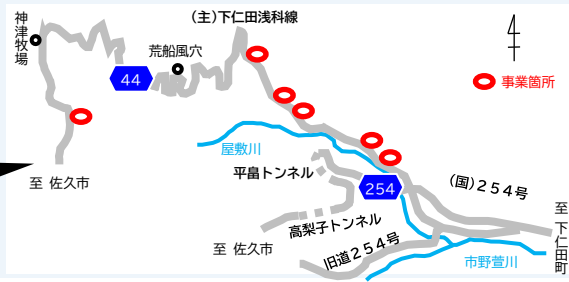 (主)下仁田浅科線
神津牧場
荒船風穴
44
事業箇所
屋敷川
平畠トンネル
至 佐久市
254
(国)254号
高梨子トンネル
至 下仁田町
至 佐久市
旧道254号
市野萱川